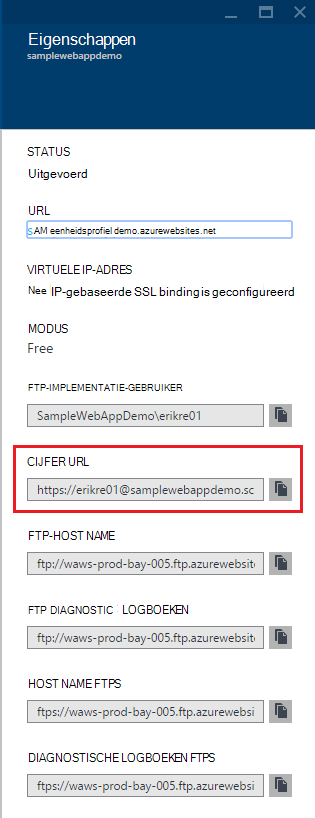 Eigenschappen
samplewebappdemo
STATUS
Uitgevoerd
URL
SAM eenheidsprofiel demo.azurewebsites.net
VIRTUELE IP-ADRES
Nee IP-gebaseerde SSL binding is geconfigureerd
MODUS
Free
FTP-IMPLEMENTATIE-GEBRUIKER
SampleWebAppDemo\erikre01
CIJFER URL
https://erikre01@samplewebappdemo.sc
FTP-HOST NAME
ftp://waws-prod-bay-005.ftp.azurewebsite
FTP DIAGNOSTIC LOGBOEKEN
ftp://waws-prod-bay-005.ftp.azurewebsite
HOST NAME FTPS
ftps://waws-prod-bay-005.ftp.azurewebsi
DIAGNOSTISCHE LOGBOEKEN FTPS
ftps://waws-prod-bay-005.ftp.azurewebsi